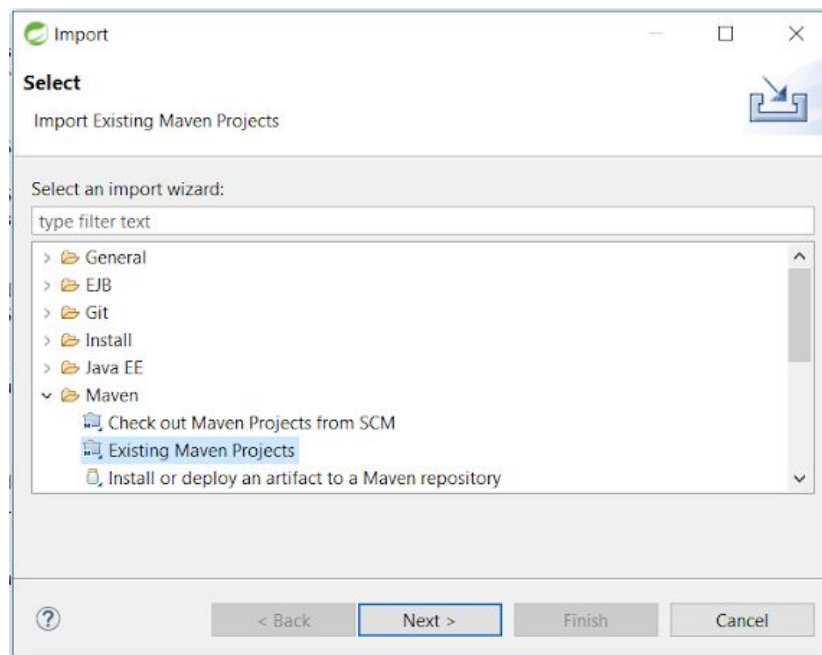 Import
Select
Import Existing Maven Projects
Select an import wizard:
type filter text
General
EJB
Git
Install
Java EE
Maven
Check out Maven Projects from SCM
Existing Maven Projects
Install or deploy an artifact to a Maven repository
? < Back Next > Finish Cancel